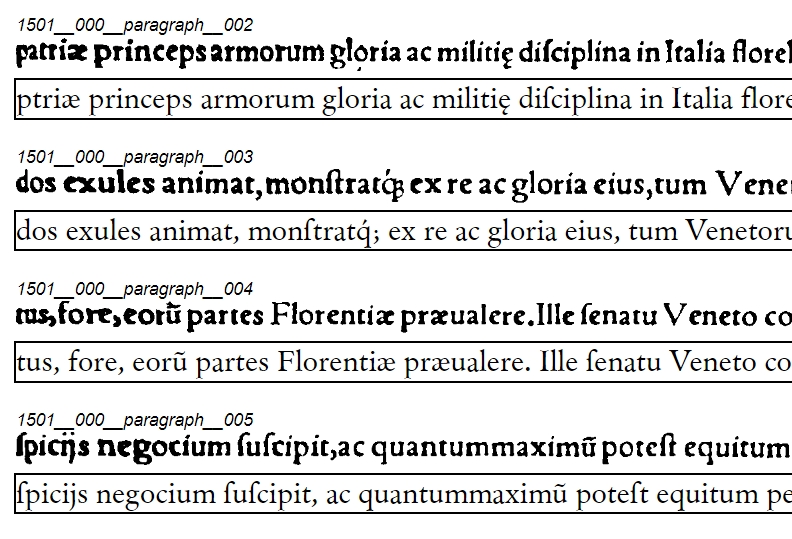 1501__000__paragraph__002
patriæ princeps armorum gloria ac militię diſciplina in Italia florel
ptriæ princeps armorum gloria ac militię diſciplina in Italia flore
1501__000__paragraph__003
dos exules animat, monſtratq́; ex re ac gloria eius, tum Vene
dos exules animat, monſtratq́; ex re ac gloria eius, tum Venetoru
1501__000__paragraph__004
tus, fore, eorũ partes Florentiæ præualere. Ille ſenatu Veneto co
tus, fore, eorũ partes Florentiæ præualere. Ille ſenatu Veneto co
1501__000__paragraph__005
ſpicijs negocium ſuſcipit, ac quantummaximũ poteſt equitum
ſpicijs negocium ſuſcipit, ac quantummaximũ poteſt equitum pe